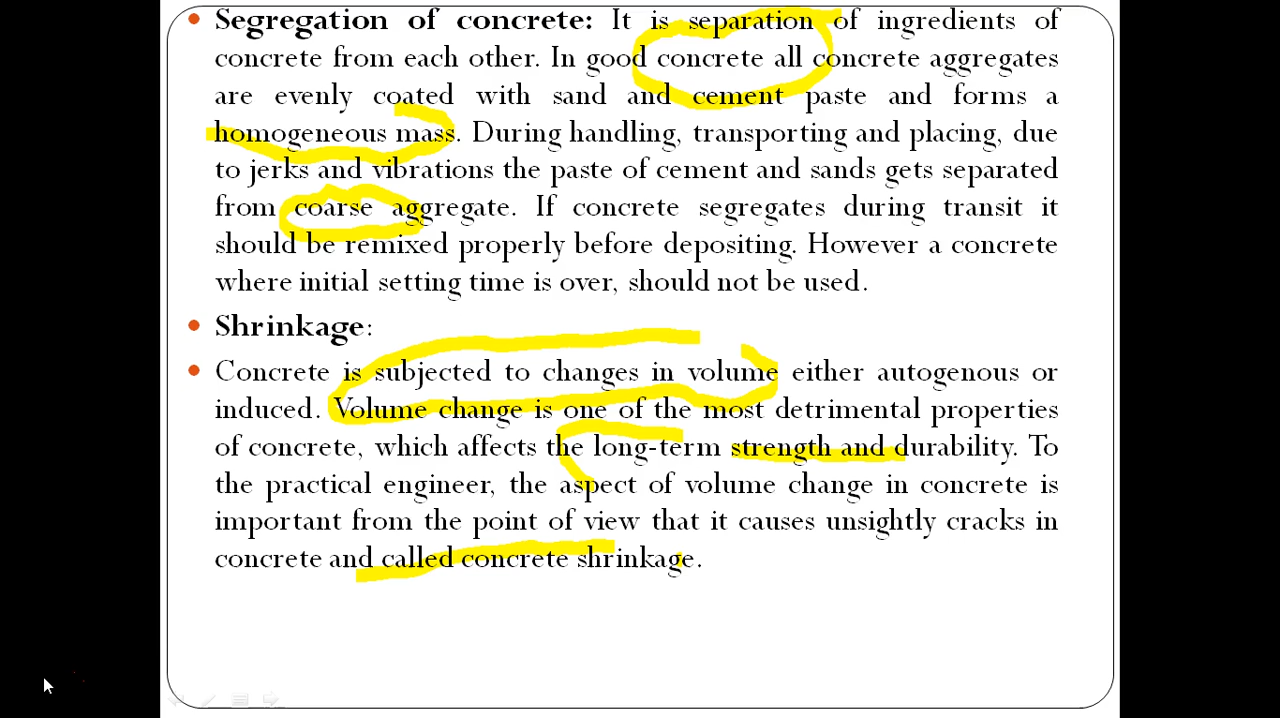 • Segregation of concrete: It is separation of ingredients of
concrete from each other. In good concrete all concrete aggregates
are evenly coated with sand and cement paste and forms a
homogeneous mass. During handling, transporting and placing, due
to jerks and vibrations the paste of cement and sands gets separated
from coarse aggregate. If concrete segregates during transit it
should be remixed properly before depositing. However a concrete
where initial setting time is over, should not be used.
• Shrinkage:
• Concrete is subjected to changes in volume either autogenous or
induced. Volume change is one of the most detrimental properties
of concrete, which affects the long-term strength and durability. To
the practical engineer, the aspect of volume change in concrete is
important from the point of view that it causes unsightly cracks in
concrete and called concrete shrinkage.